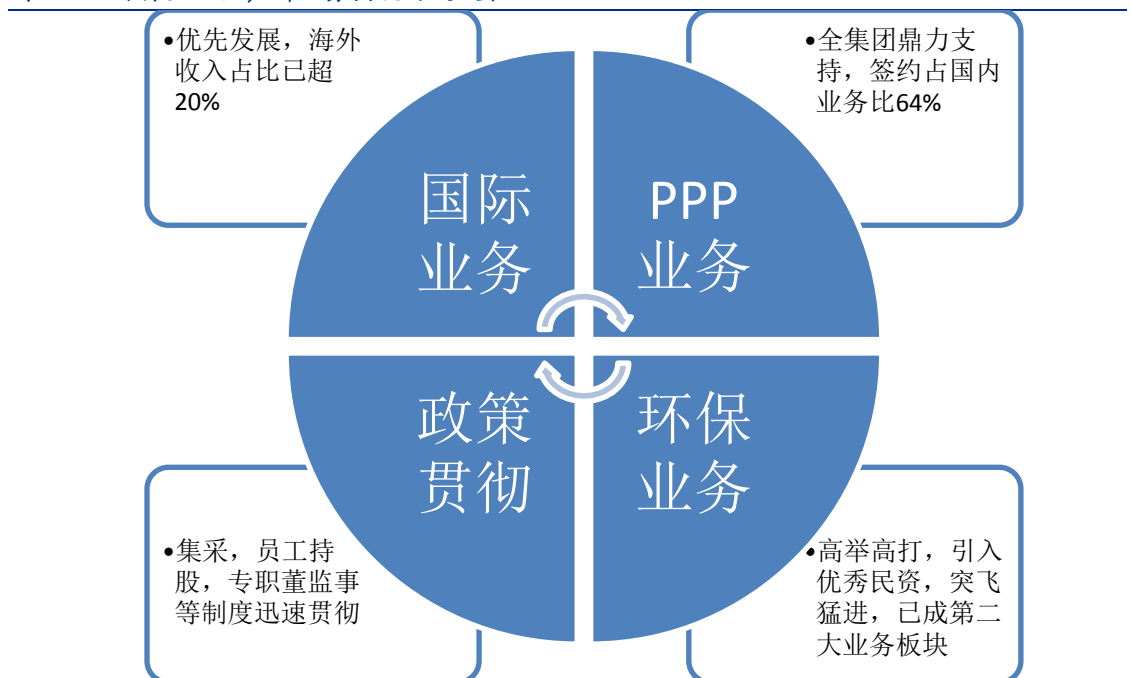 •优先发展，海外
收入占比已超
20%
•全集团鼎力支
持，签约占国内
业务比64%
国际
业务
PPP
业务
政策
贯彻
环保
业务
•集采，员工持
股，专职董监事
等制度迅速贯彻
•高举高打，引入
优秀民资，突飞
猛进，已成第二
大业务板块